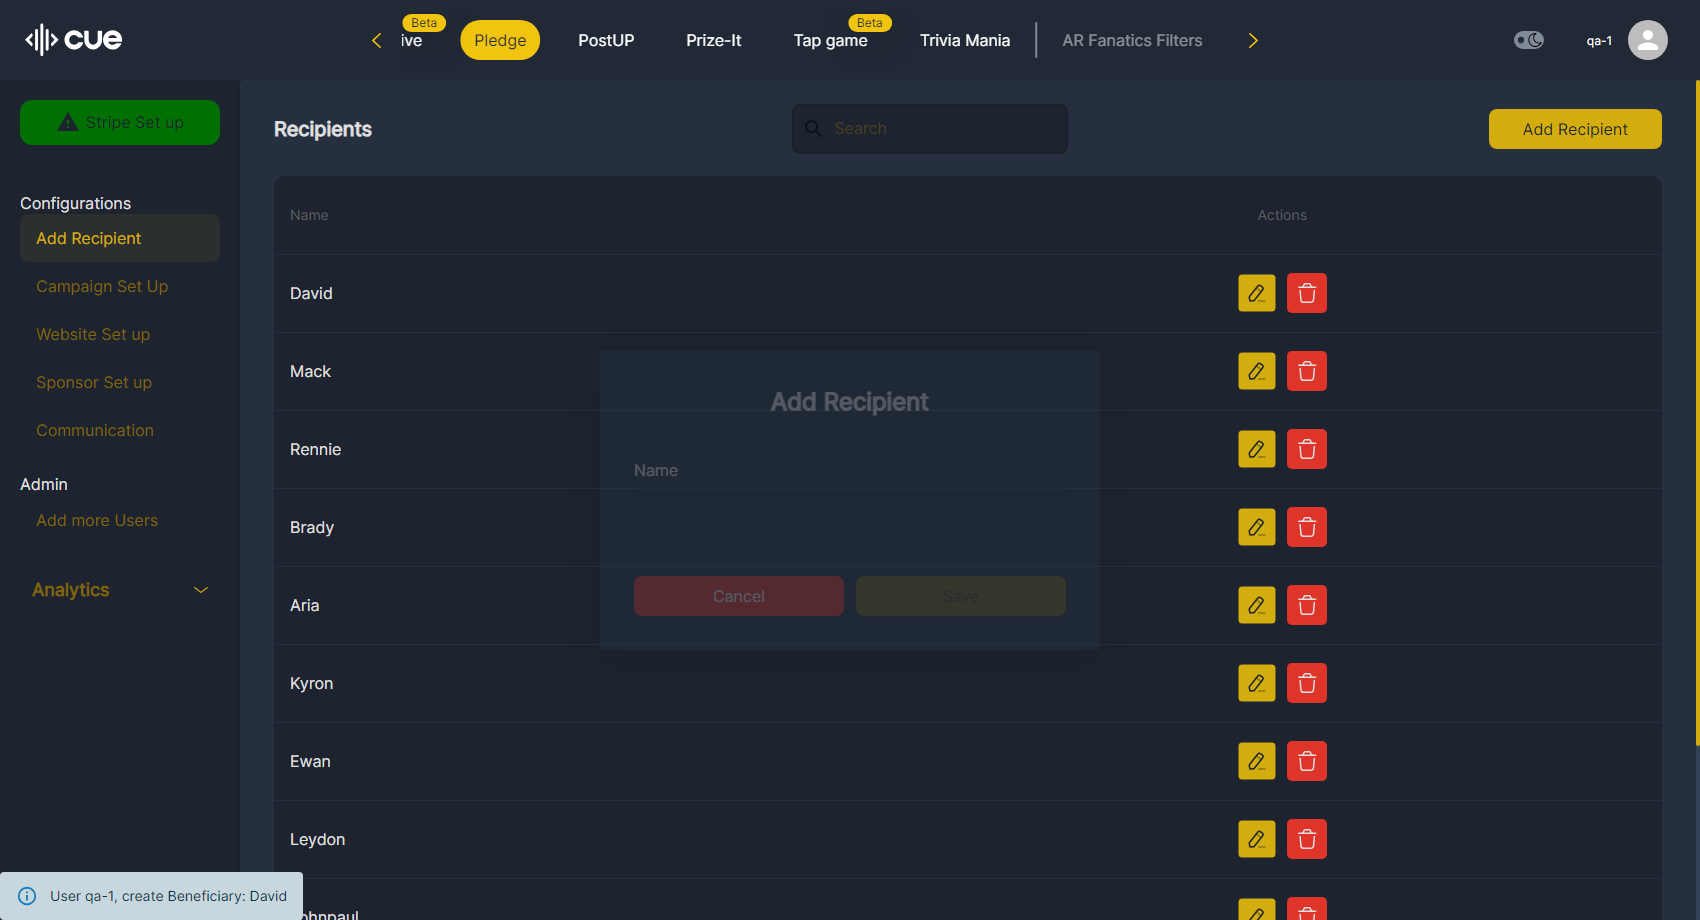 cue
ive
Beta
Pledge
PostUP
Prize-It
Tap game
Beta
Trivia Mania
AR Fanatics Filters
qa-1
Stripe Set up
Configurations
Add Recipient
Campaign Set Up
Website Set up
Sponsor Set up
Communication
Admin
Add more Users
Analytics
Recipients
Search
Add Recipient
Name
Actions
David
Mack
Rennie
Brady
Aria
Kyron
Ewan
Leydon
ohnpaul
Add Recipient
Name
Cancel
Save
User qa-1, create Beneficiary: David